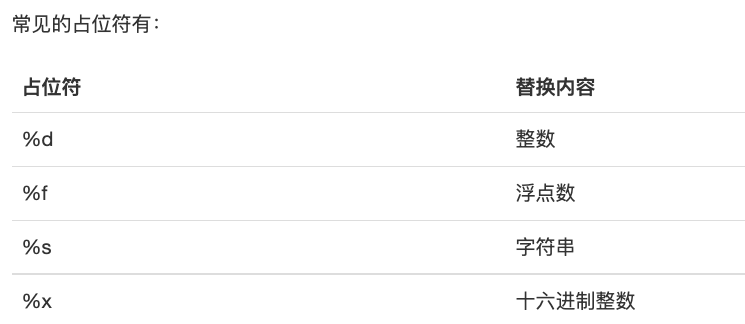 常见的占位符有：
占位符 替换内容
%d 整数
%f 浮点数
%s 字符串
%x 十六进制整数